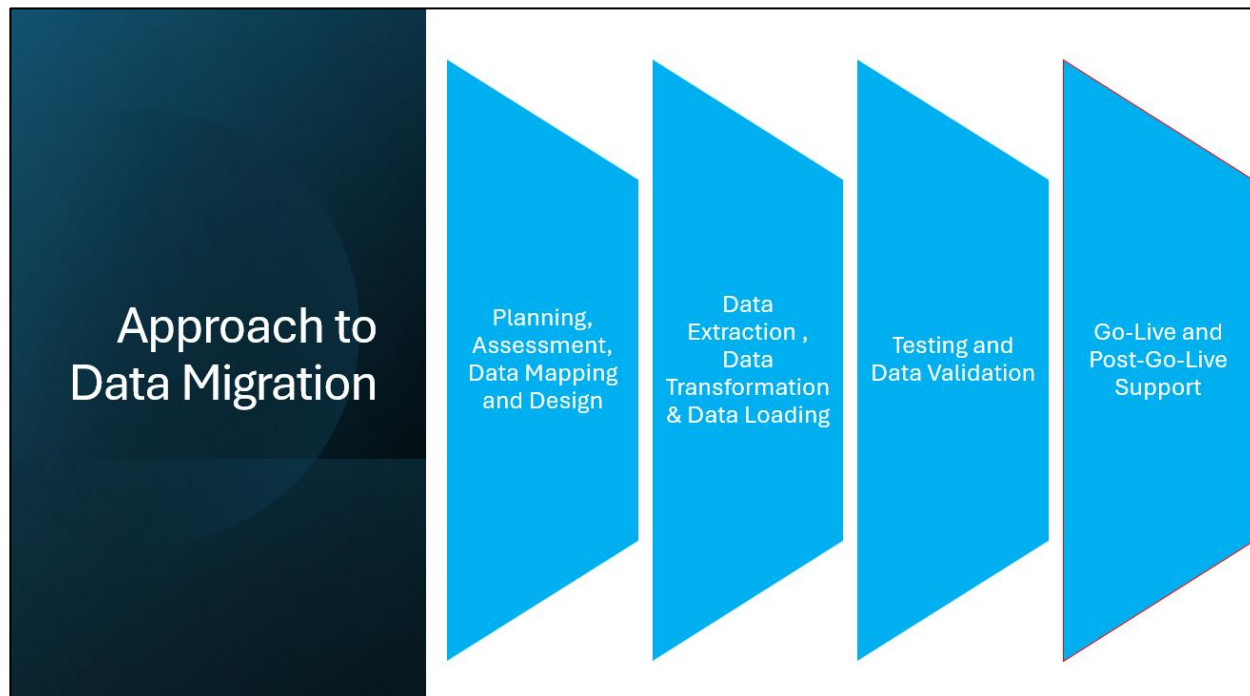 Approach to
Data Migration
Planning,
Assessment,
Data Mapping
and Design
Data
Extraction ,
Data
Transformation
& Data Loading
Testing and
Data Validation
Go-Live and
Post-Go-Live
Support